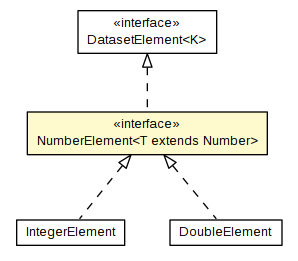 «interface»
DatasetElement<K>
«interface»
NumberElement<T extends Number>
IntegerElement
DoubleElement